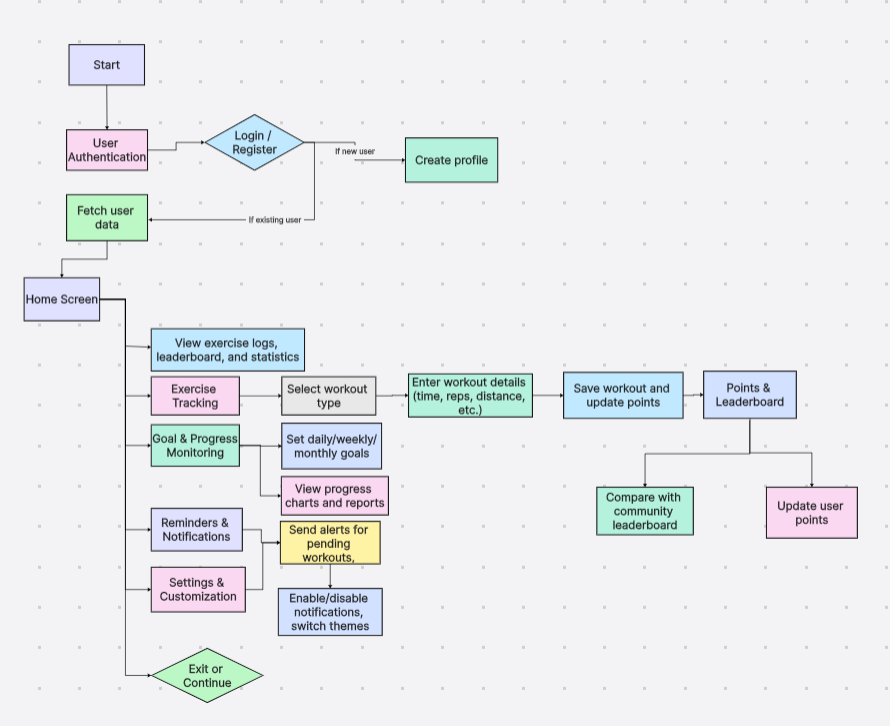 Start
User
Authentication
Login /
Register
If new user
Create profile
Fetch user
data
If existing user
Home Screen
View exercise logs,
leaderboard, and statistics
Exercise
Tracking
Select workout
type
Enter workout details
(time, reps, distance,
etc.)
Save workout and
update points
Points &
Leaderboard
Goal & Progress
Monitoring
Set daily/weekly/
monthly goals
View progress
charts and reports
Compare with
community
leaderboard
Update user
points
Reminders &
Notifications
Send alerts for
pending
workouts,
Settings &
Customization
Enable/disable
notifications,
switch themes
Exit or
Continue